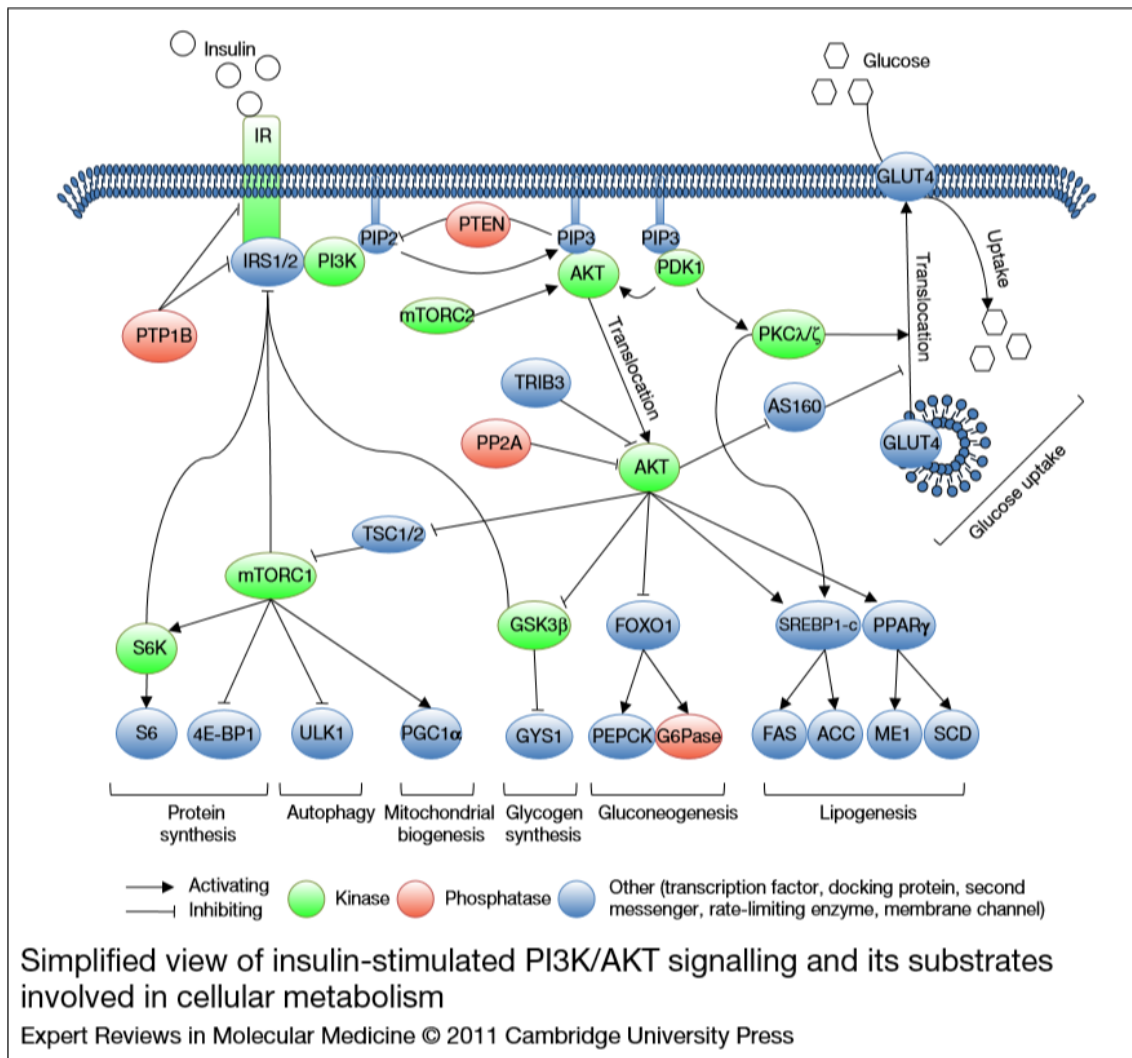 Insulin
Glucose
IR
GLUT4
PTEN
PIP2
PIP3
PIP3
IRS1/2
PI3K
AKT
PDK1
Uptake
Translocation
mTORC2
PTP1B
PKCλ/ζ
Translocation
TRIB3
AS160
PP2A
GLUT4
AKT
Glucose uptake
TSC1/2
mTORC1
S6K
GSK3β
FOXO1
SREBP1-c
PPARγ
S6
4E-BP1
ULK1
PGC1α
GYS1
PEPCK
G6Pase
FAS
ACC
ME1
SCD
Protein
synthesis
Autophagy
Mitochondrial
biogenesis
Glycogen
synthesis
Gluconeogenesis
Lipogenesis
Activating
Inhibiting
Kinase
Phosphatase
Other (transcription factor, docking protein, second
messenger, rate-limiting enzyme, membrane channel)
Simplified view of insulin-stimulated PI3K/AKT signalling and its substrates
involved in cellular metabolism
Expert Reviews in Molecular Medicine © 2011 Cambridge University Press